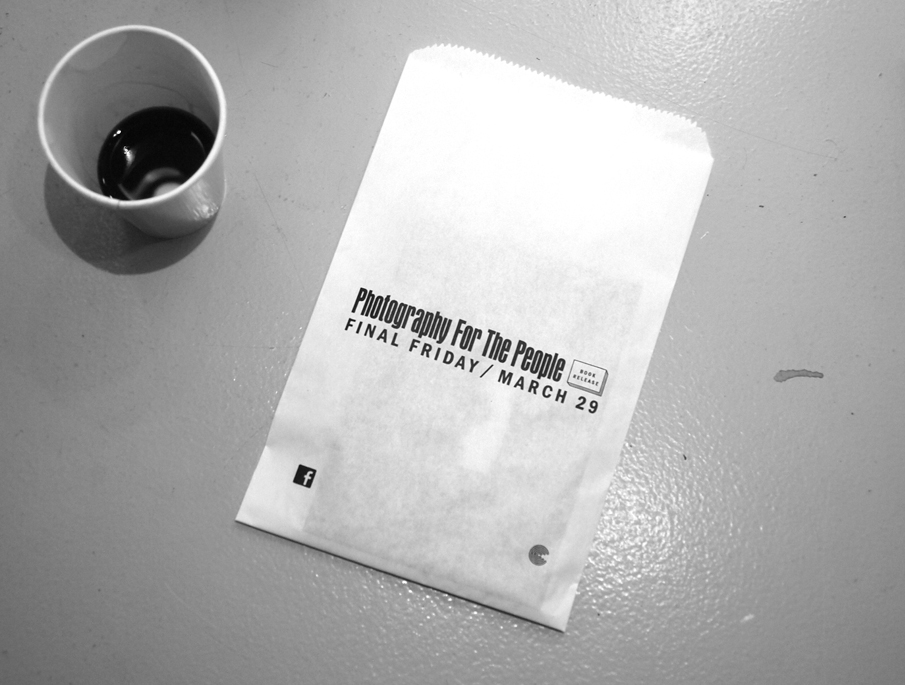 Photography For The People
BOOK
RELEASE
FINAL FRIDAY/MARCH 29
f